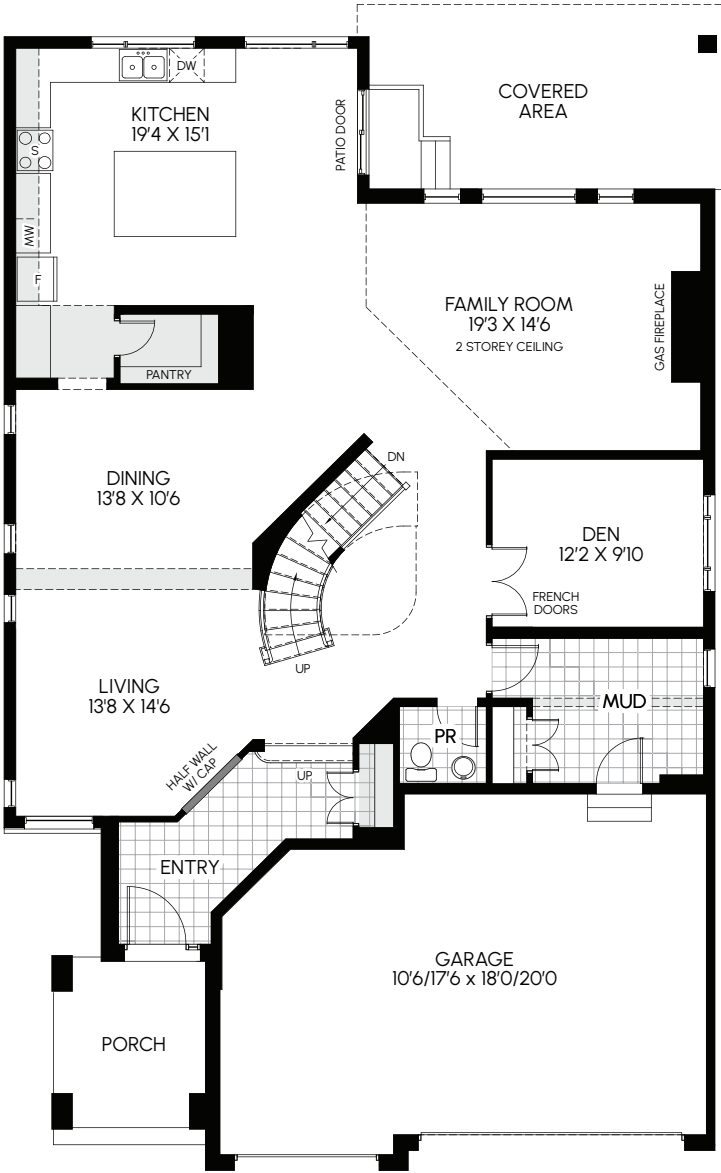 COVERED
AREA
DW
KITCHEN
19'4 X 15'1
PATIO DOOR
S
MW
F
FAMILY ROOM
19'3 X 14'6
2 STOREY CEILING
GAS FIREPLACE
PANTRY
DN
DINING
13'8 X 10'6
DEN
12'2 X 9'10
FRENCH
DOORS
UP
LIVING
13'8 X 14'6
MUD
PR
HALF WALL
W/ CAP
UP
ENTRY
GARAGE
10'6/17'6 x 18'0/20'0
PORCH